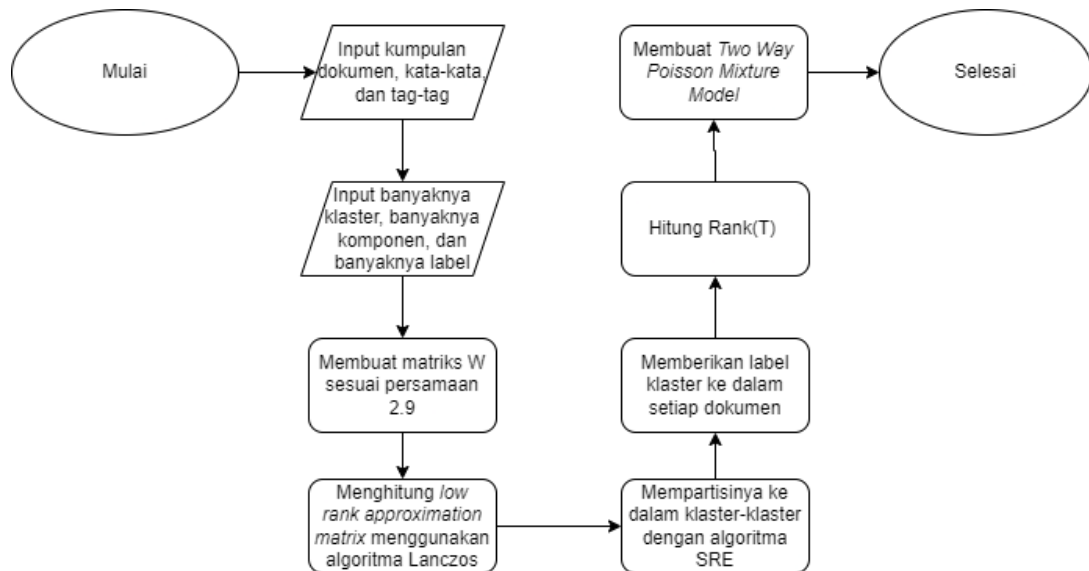 Mulai
Input kumpulan
dokumen, kata-kata,
dan tag-tag
Input banyaknya
klaster, banyaknya
komponen, dan
banyaknya label
Membuat matriks W
sesuai persamaan
2.9
Menghitung low
rank approximation
matrix menggunakan
algoritma Lanczos
Mempartisinya ke
dalam klaster-klaster
dengan algoritma
SRE
Memberikan label
klaster ke dalam
setiap dokumen
Hitung Rank(T)
Membuat Two Way
Poisson Mixture
Model
Selesai